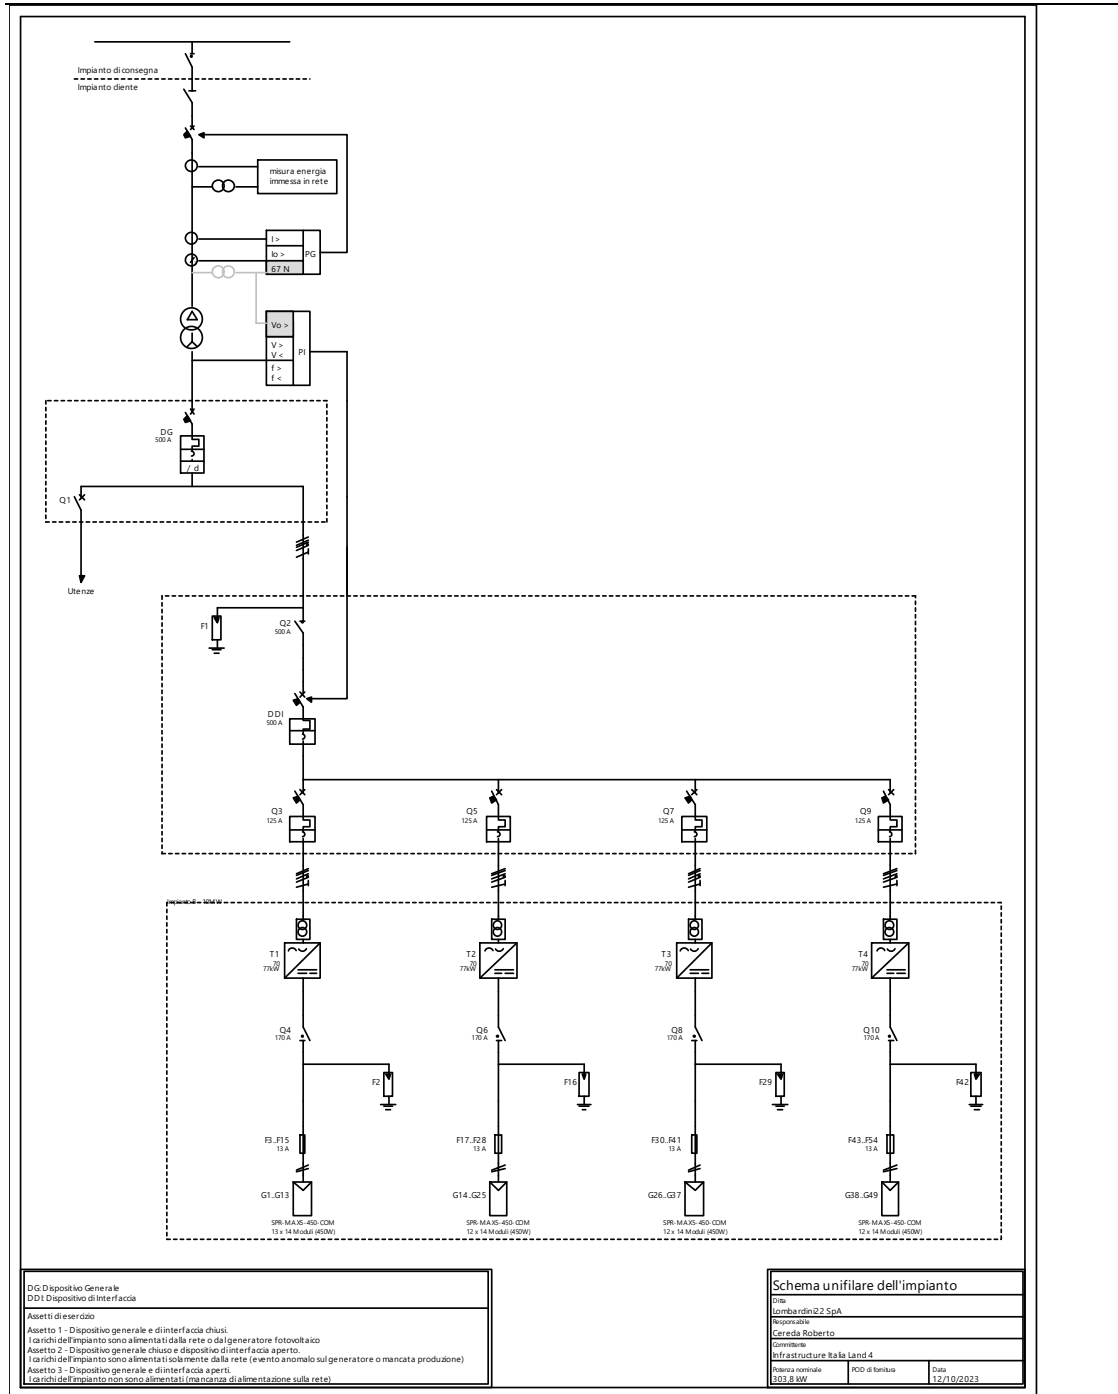 Impianto di consegna
Impianto cliente
misura energia
immessa in rete
I >
Io >
67 N
PG
Vo >
V >
V <
f >
f <
PI
DG
500 A
/ d
Q1
Utenze
F1
Q2
500 A
DDI
500 A
Q3
125 A
Q5
125 A
Q7
125 A
Q9
125 A
T1
70
77kW
T2
70
77kW
T3
70
77kW
T4
70
77kW
Q4
170 A
Q6
170 A
Q8
170 A
Q10
170 A
F2
F16
F29
F42
F3..F15
13 A
F17..F28
13 A
F30..F41
13 A
F43..F54
13 A
G1..G13
G14..G25
G26..G37
G38..G49
SPR-MAX5-450-COM
13 x 14 Moduli (450W)
SPR-MAX5-450-COM
12 x 14 Moduli (450W)
SPR-MAX5-450-COM
12 x 14 Moduli (450W)
SPR-MAX5-450-COM
12 x 14 Moduli (450W)
DG: Dispositivo Generale
DDI: Dispositivo di Interfaccia
Assetti di esercizio
Assetto 1 - Dispositivo generale e di interfaccia chiusi.
I carichi dell'impianto sono alimentati dalla rete o dal generatore fotovoltaico
Assetto 2 - Dispositivo generale chiuso e dispositivo di interfaccia aperto.
I carichi dell'impianto sono alimentati solamente dalla rete (evento anomalo sul generatore o mancata produzione)
Assetto 3 - Dispositivo generale e di interfaccia aperti.
I carichi dell'impianto non sono alimentati (mancanza di alimentazione sulla rete)
Schema unifilare dell'impianto
Ditta
Lombardini22 SpA
Responsabile
Cereda Roberto
Committente
Infrastructure Italia Land 4
Potenza nominale
303,8 kW
POD di fornitura
Data
12/10/2023